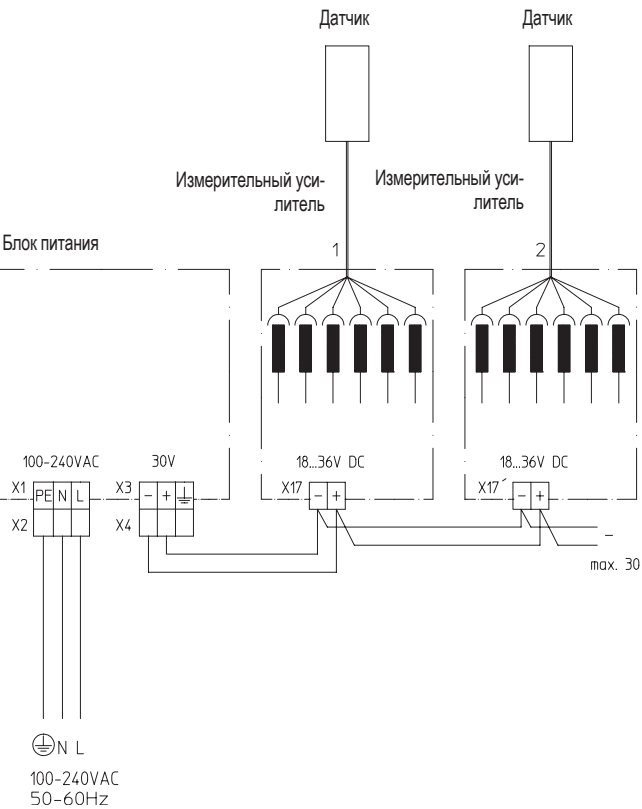 Датчик
Датчик
Измерительный уси-
литель
Измерительный уси-
литель
Блок питания
1
2
100-240VAC
30V
18...36V DC
18...36V DC
X1
PE N L
X3
- + ⏚
X17
- +
X17´
- +
X2
X4
-
max. 30
N L
100-240VAC
50-60Hz